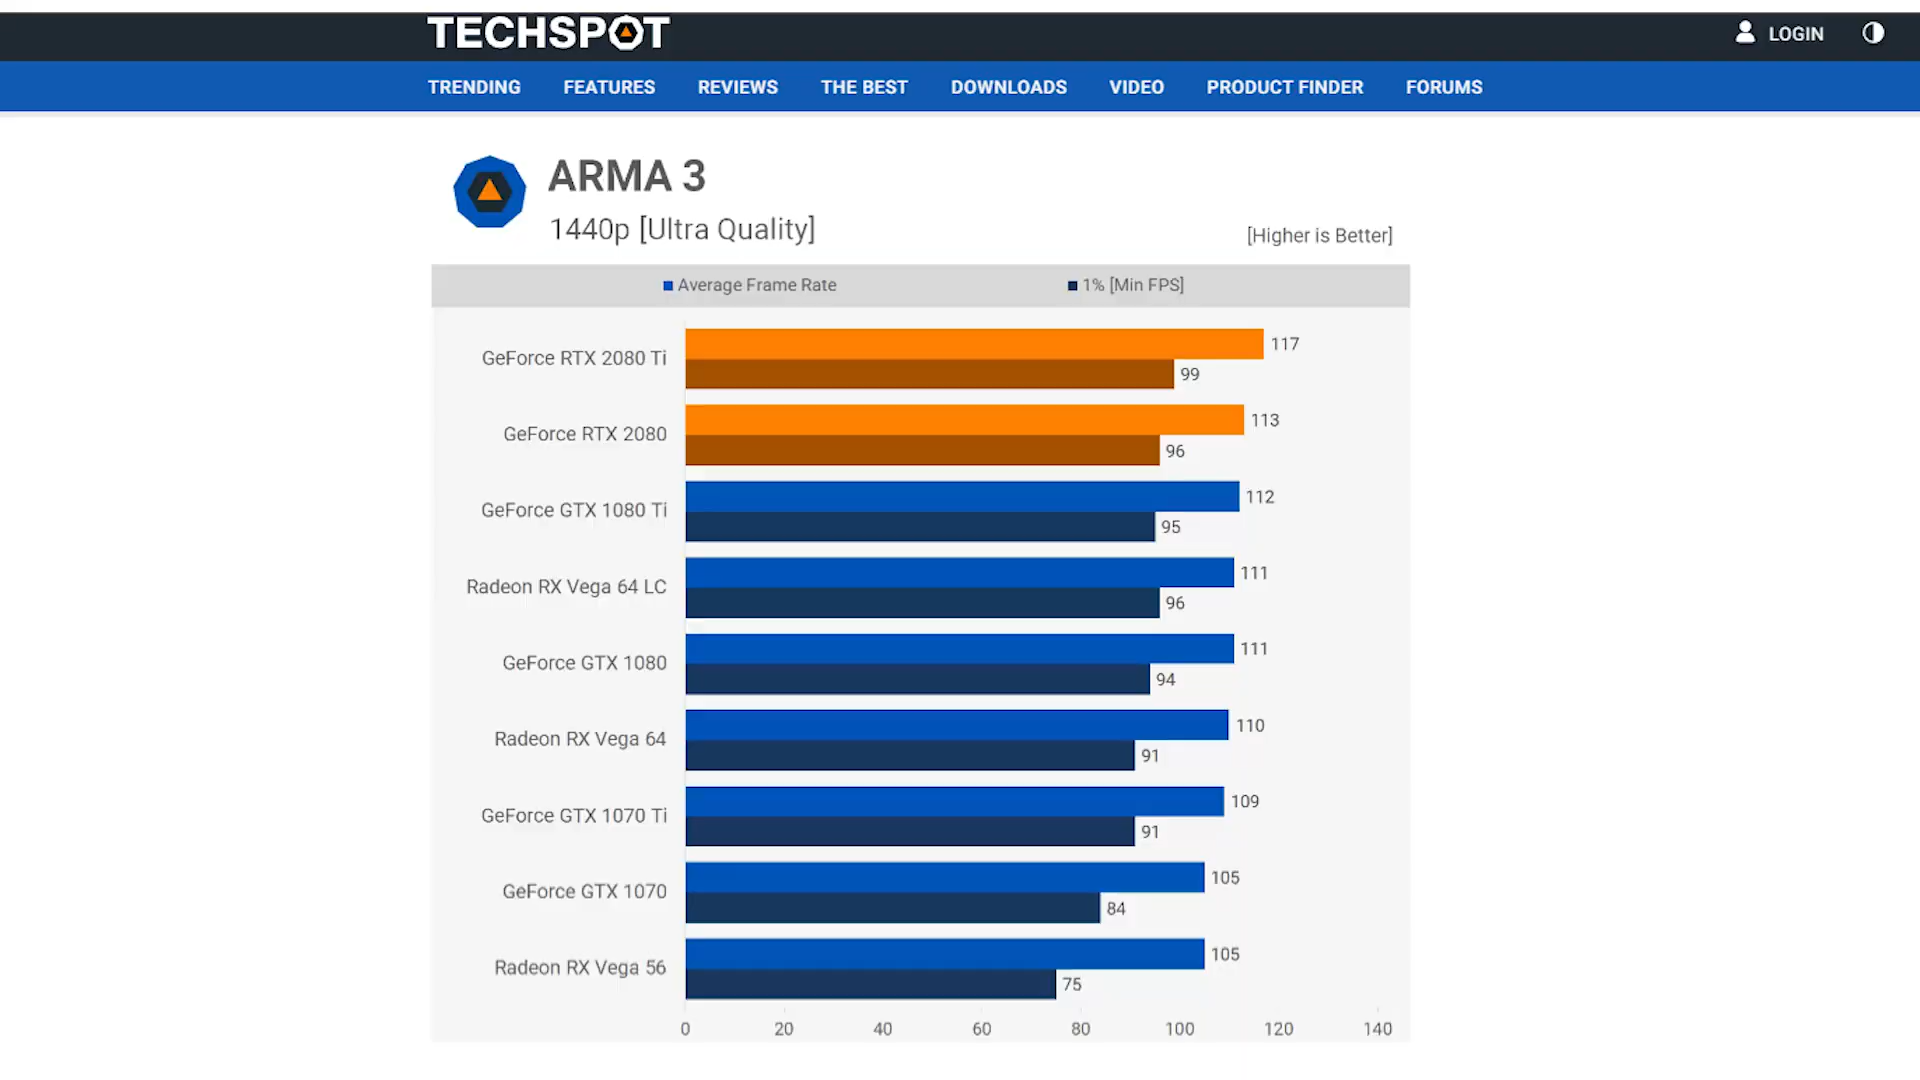 TECHSPOT
LOGIN
TRENDING FEATURES REVIEWS THE BEST DOWNLOADS VIDEO PRODUCT FINDER FORUMS
ARMA 3
1440p [Ultra Quality]
[Higher is Better]
Average Frame Rate 1% [Min FPS]
GeForce RTX 2080 Ti 117
99
GeForce RTX 2080 113
96
GeForce GTX 1080 Ti 112
95
Radeon RX Vega 64 LC 111
96
GeForce GTX 1080 111
94
Radeon RX Vega 64 110
91
GeForce GTX 1070 Ti 109
91
GeForce GTX 1070 105
84
Radeon RX Vega 56 105
75
0 20 40 60 80 100 120 140